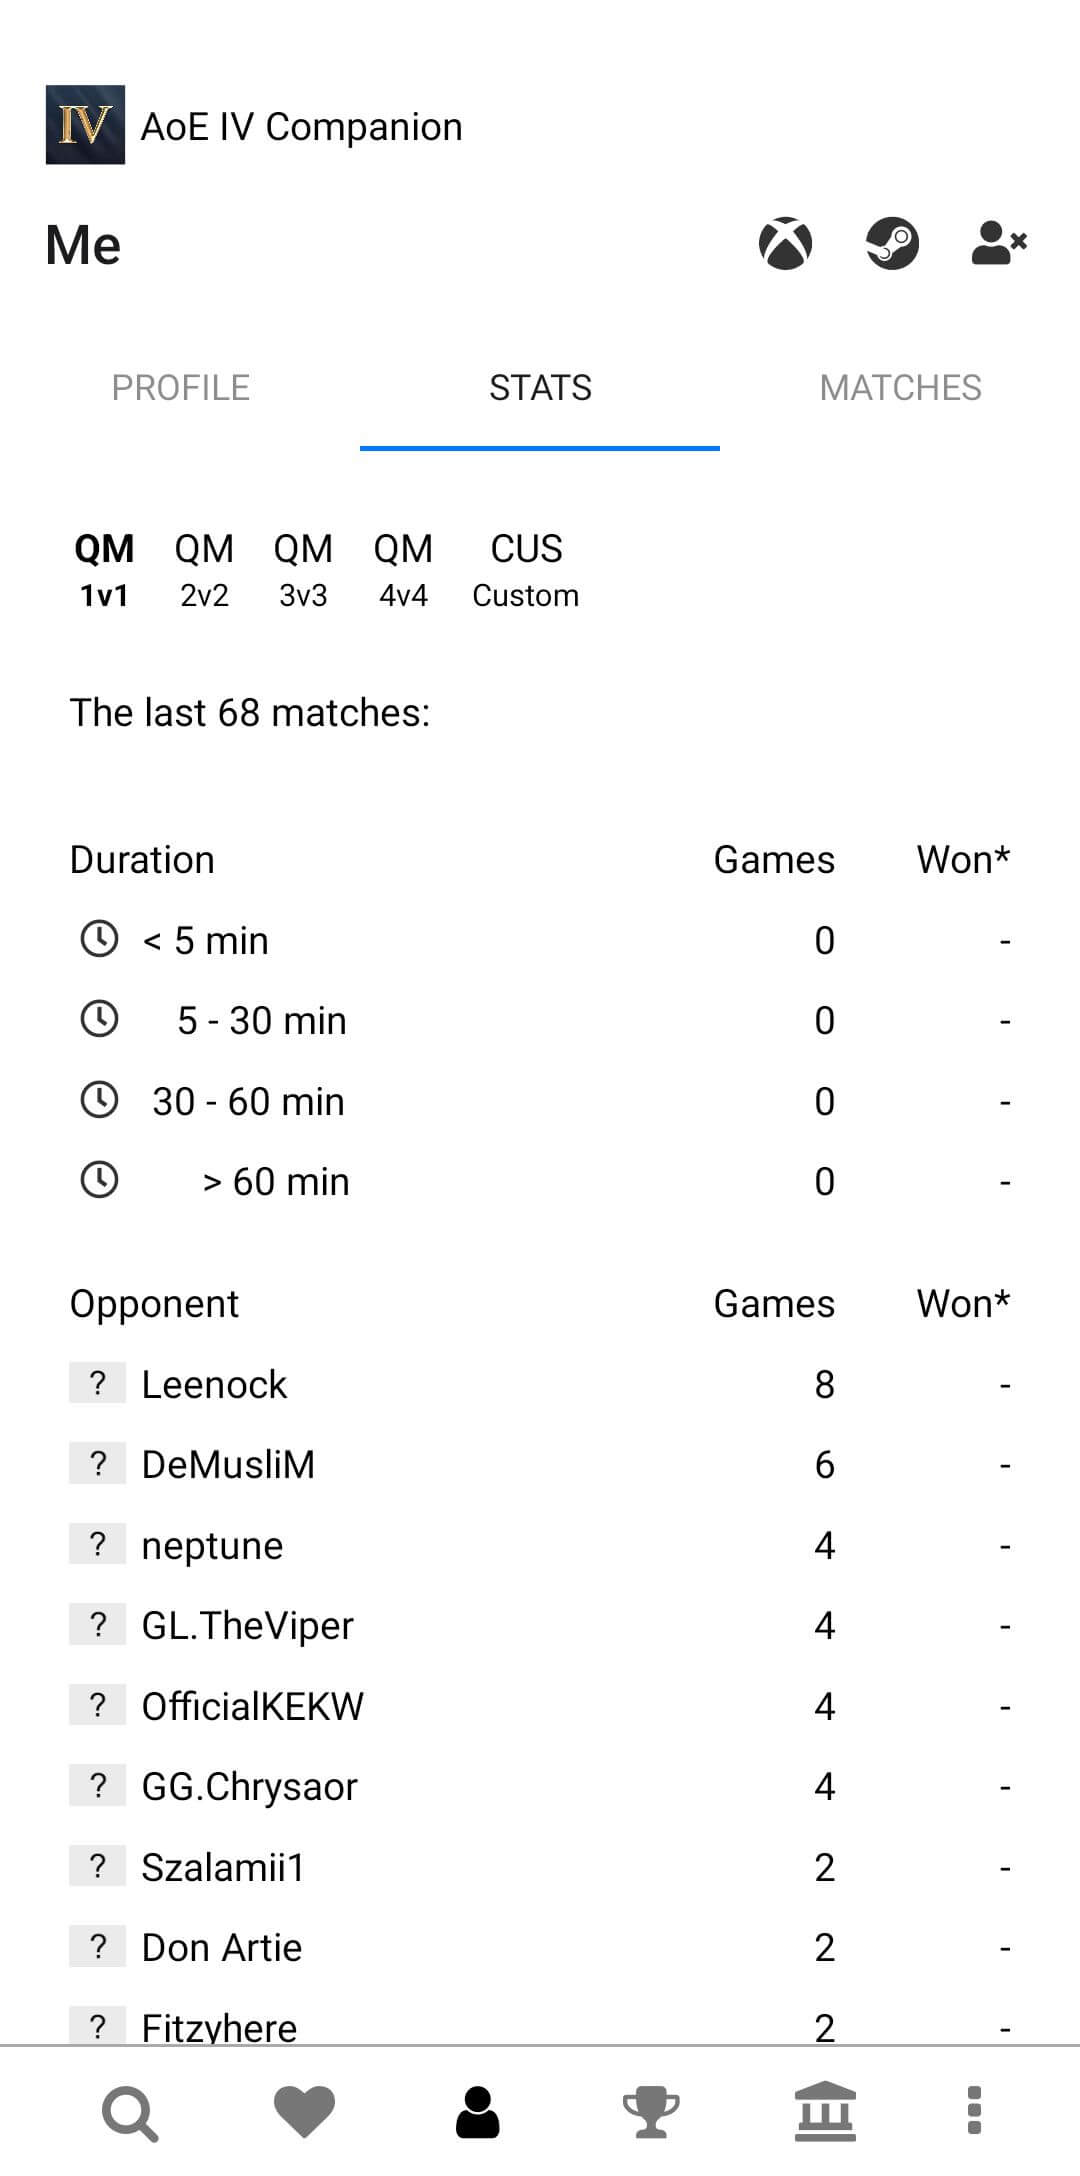 IV AoE IV Companion
Me
PROFILE STATS MATCHES
QM QM QM QM CUS
1v1 2v2 3v3 4v4 Custom
The last 68 matches:
Duration Games Won*
< 5 min 0 -
5 - 30 min 0 -
30 - 60 min 0 -
> 60 min 0 -
Opponent Games Won*
? Leenock 8 -
? DeMusliM 6 -
? neptune 4 -
? GL.TheViper 4 -
? OfficialKEKW 4 -
? GG.Chrysaor 4 -
? Szalamii1 2 -
? Don Artie 2 -
? Fitzyhere 2 -